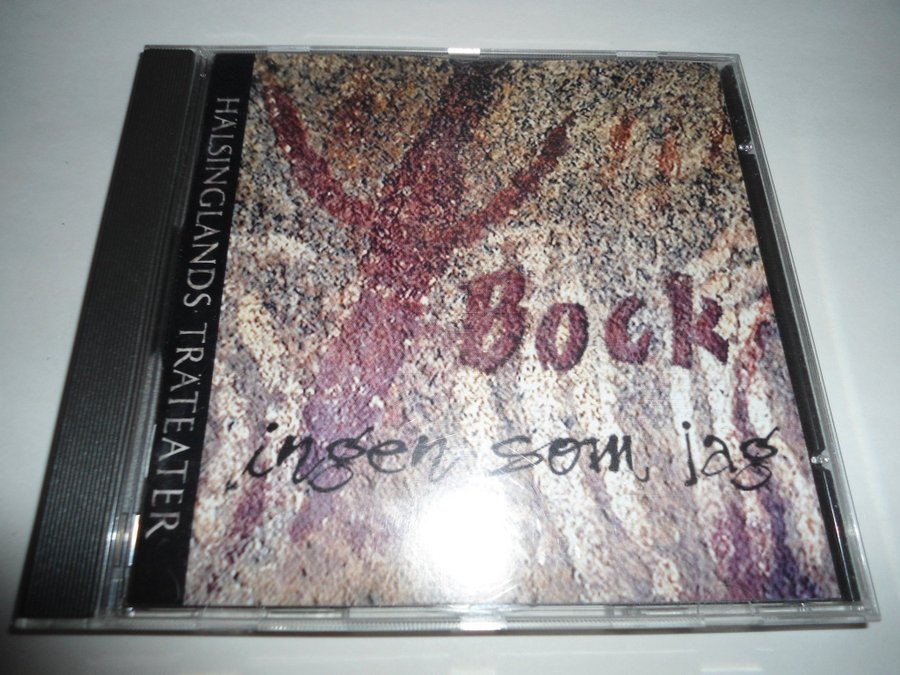 HÄLSINGLANDS TRÄTEATER
Bock
ingen som jag